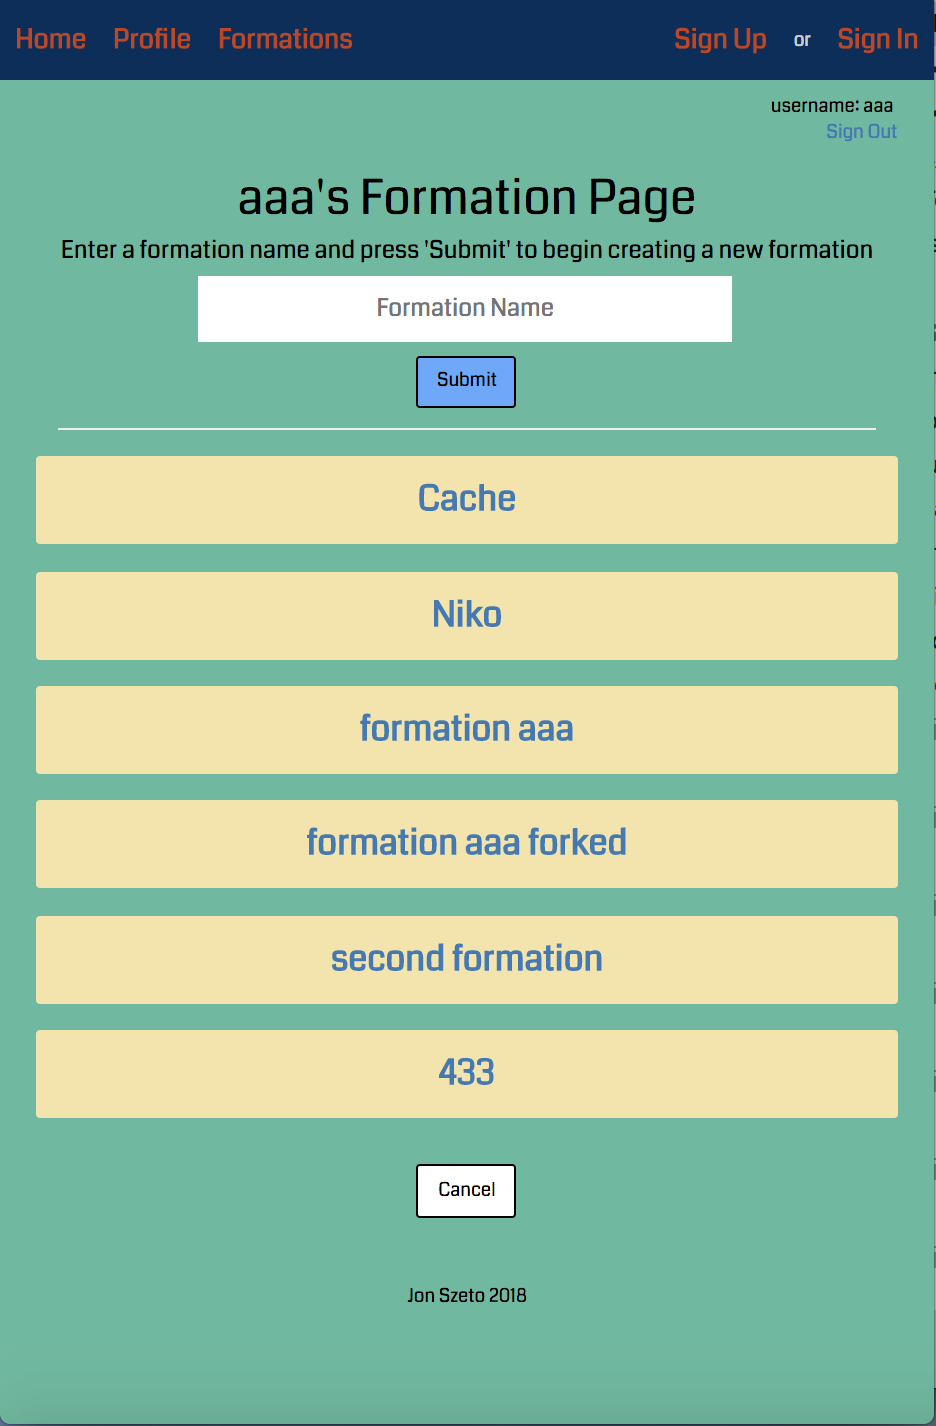 Home Profile Formations Sign Up or Sign In
username: aaa
Sign Out
aaa's Formation Page
Enter a formation name and press 'Submit' to begin creating a new formation
Formation Name
Submit
Cache
Niko
formation aaa
formation aaa forked
second formation
433
Cancel
Jon Szeto 2018